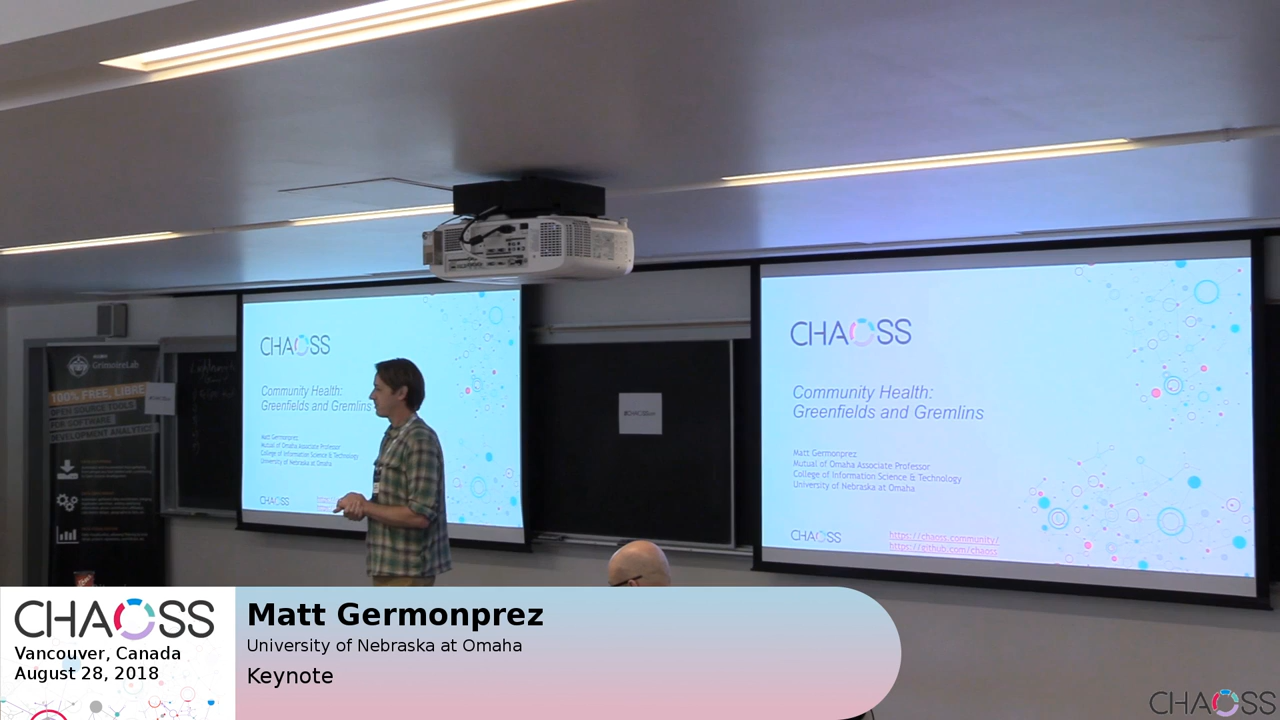 GrimoireLab
100% FREE, LIBRE
OPEN SOURCE TOOLS
FOR SOFTWARE
DEVELOPMENT ANALYTICS
CHAOSS
Community Health:
Greenfields and Gremlins
Matt Germonprez
Mutual of Omaha Associate Professor
College of Information Science & Technology
University of Nebraska at Omaha
CHAOSS
CHAOSS
Community Health:
Greenfields and Gremlins
Matt Germonprez
Mutual of Omaha Associate Professor
College of Information Science & Technology
University of Nebraska at Omaha
CHAOSS
https://chaoss.community/
https://github.com/chaoss
CHAOSS
Vancouver, Canada
August 28, 2018
Matt Germonprez
University of Nebraska at Omaha
Keynote
CHAOSS